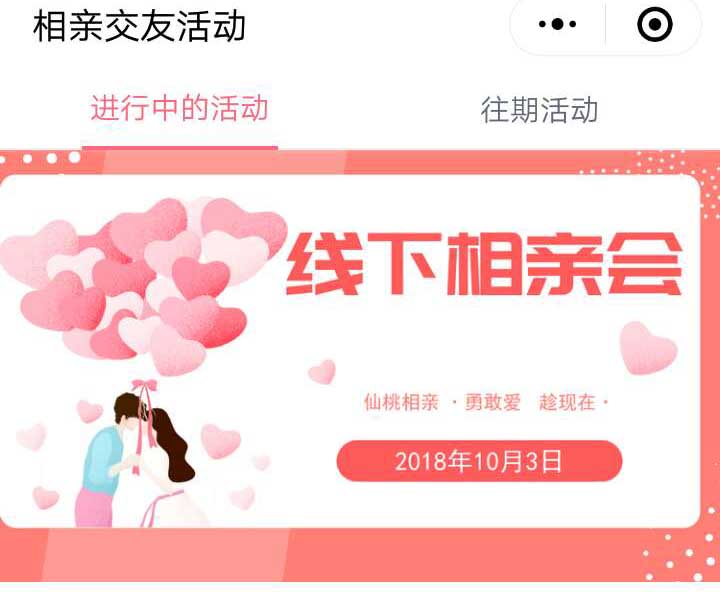 相亲交友活动
进行中的活动
往期活动
线下相亲会
仙桃相亲 ·勇敢爱 趁现在·
2018年10月3日